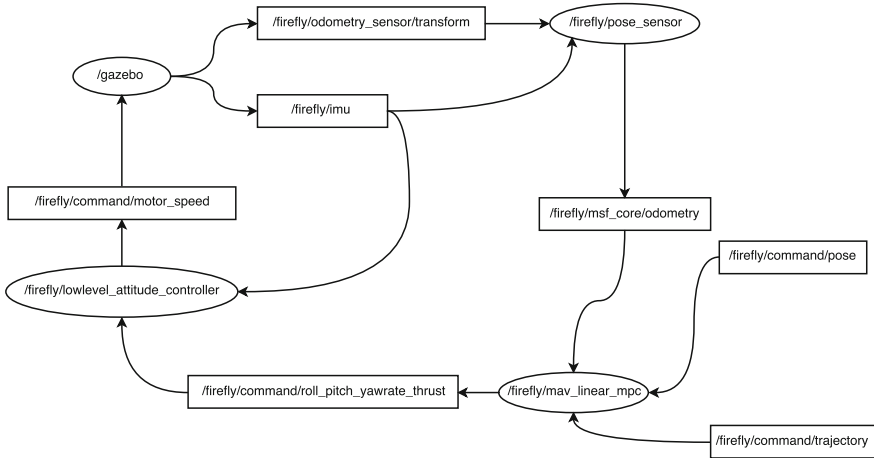 /firefly/odometry_sensor/transform
/firefly/pose_sensor
/gazebo
/firefly/imu
/firefly/command/motor_speed
/firefly/msf_core/odometry
/firefly/command/pose
/firefly/lowlevel_attitude_controller
/firefly/command/roll_pitch_yawrate_thrust
/firefly/mav_linear_mpc
/firefly/command/trajectory